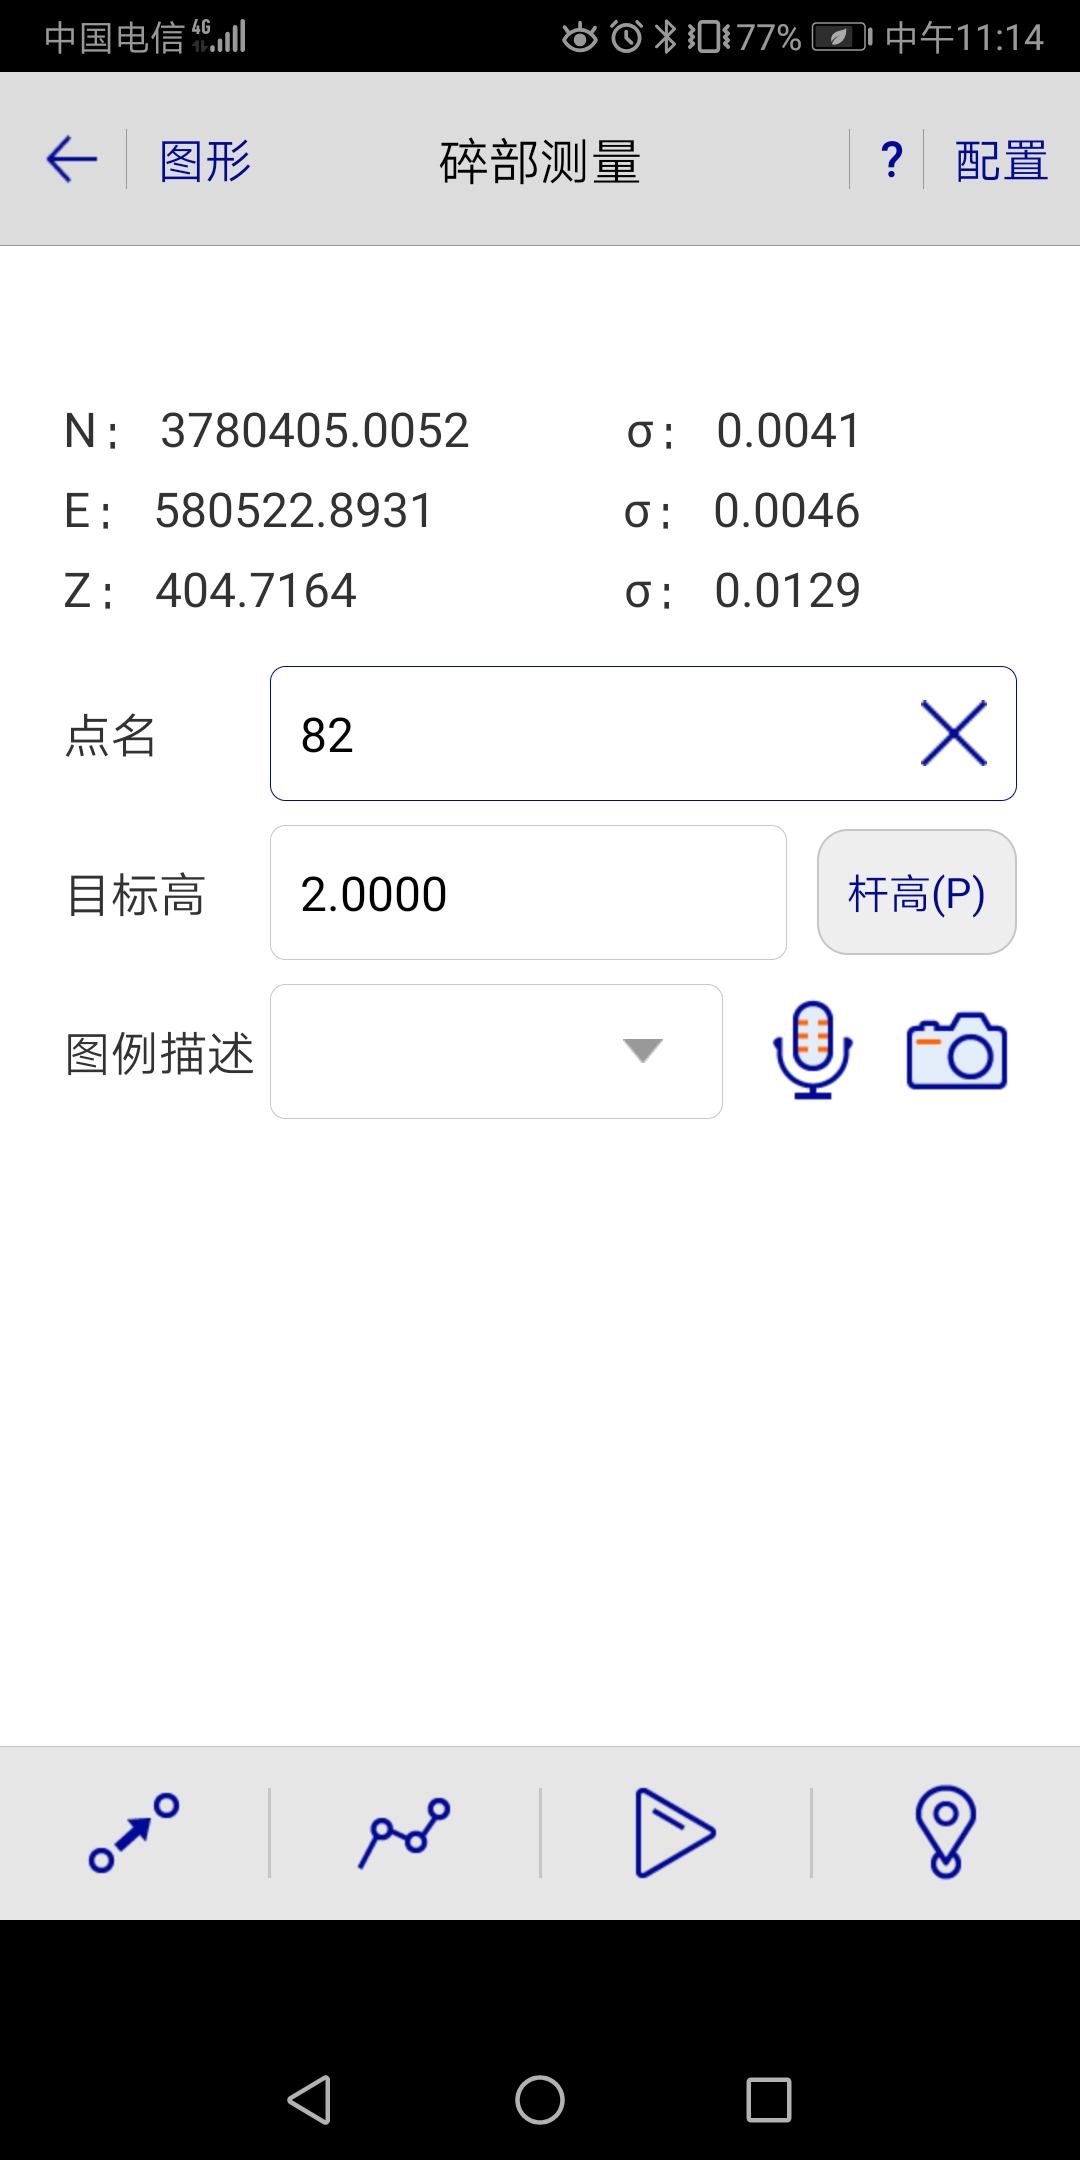 中国电信 4G 77% 中午11:14
图形 碎部测量 ? 配置
N: 3780405.0052 σ: 0.0041
E: 580522.8931 σ: 0.0046
Z: 404.7164 σ: 0.0129
点名 82
目标高 2.0000 杆高(P)
图例描述